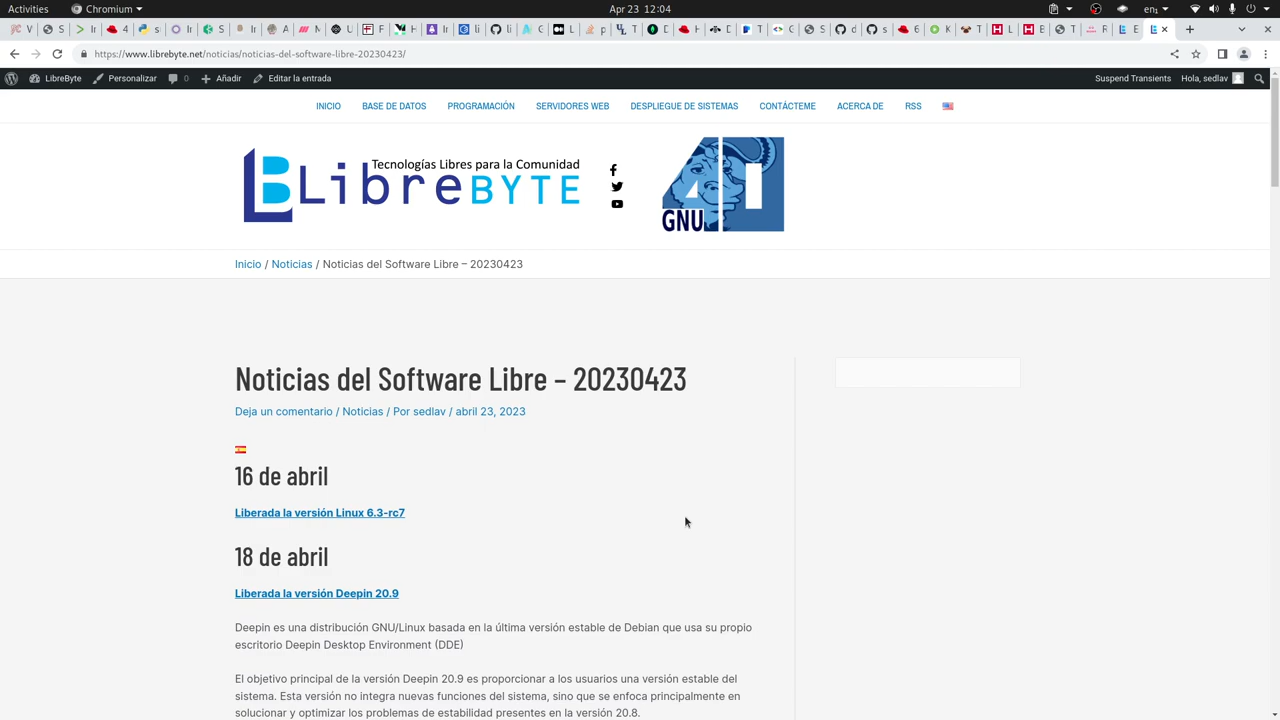 Activities
Chromium
Apr 23 12:04
en
https://www.librebyte.net/noticias/noticias-del-software-libre-20230423/
LibreByte
Personalizar
0
Añadir
Editar la entrada
Suspend Transients
Hola, sedlav
INICIO
BASE DE DATOS
PROGRAMACIÓN
SERVIDORES WEB
DESPLIEGUE DE SISTEMAS
CONTÁCTEME
ACERCA DE
RSS
Tecnologías Libres para la Comunidad
LibreBYTE
GNU 40
Inicio / Noticias / Noticias del Software Libre – 20230423
Noticias del Software Libre – 20230423
Deja un comentario / Noticias / Por sedlav / abril 23, 2023
16 de abril
Liberada la versión Linux 6.3-rc7
18 de abril
Liberada la versión Deepin 20.9
Deepin es una distribución GNU/Linux basada en la última versión estable de Debian que usa su propio
escritorio Deepin Desktop Environment (DDE)
El objetivo principal de la versión Deepin 20.9 es proporcionar a los usuarios una versión estable del
sistema. Esta versión no integra nuevas funciones del sistema, sino que se enfoca principalmente en
solucionar y optimizar los problemas de estabilidad presentes en la versión 20.8.